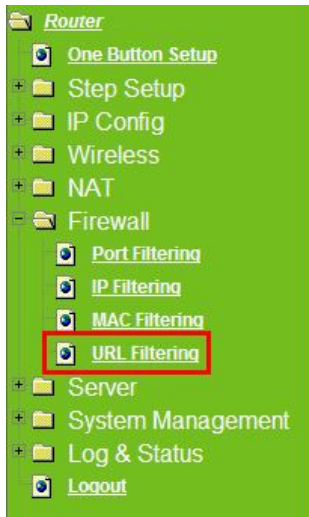 Router
One Button Setup
Step Setup
IP Config
Wireless
NAT
Firewall
Port Filtering
IP Filtering
MAC Filtering
URL Filtering
Server
System Management
Log & Status
Logout